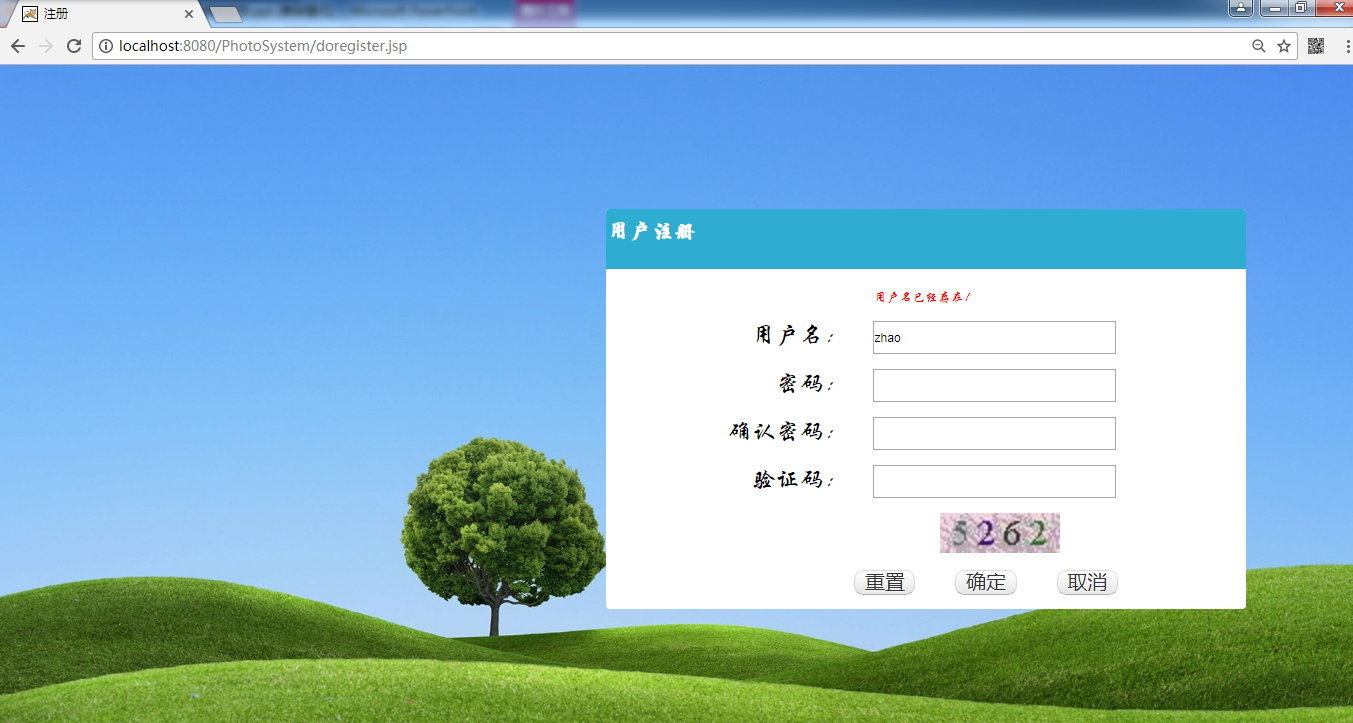 注册
localhost:8080/PhotoSystem/doregister.jsp
用户注册
用户名已经存在!
用户名：
zhao
密码：
确认密码：
验证码：
5262
重置 确定 取消